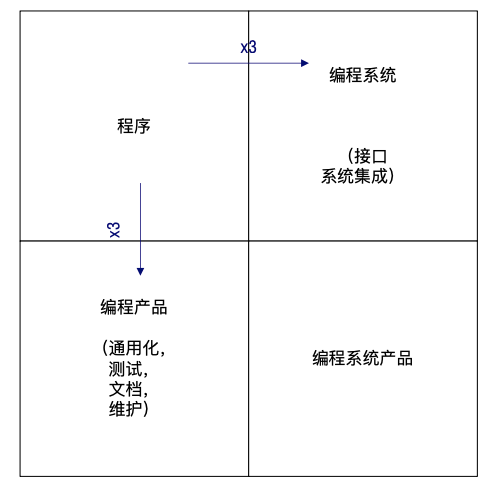 x3
编程系统
程序
（接口
系统集成）
x3
编程产品
（通用化，
测试，
文档，
维护）
编程系统产品